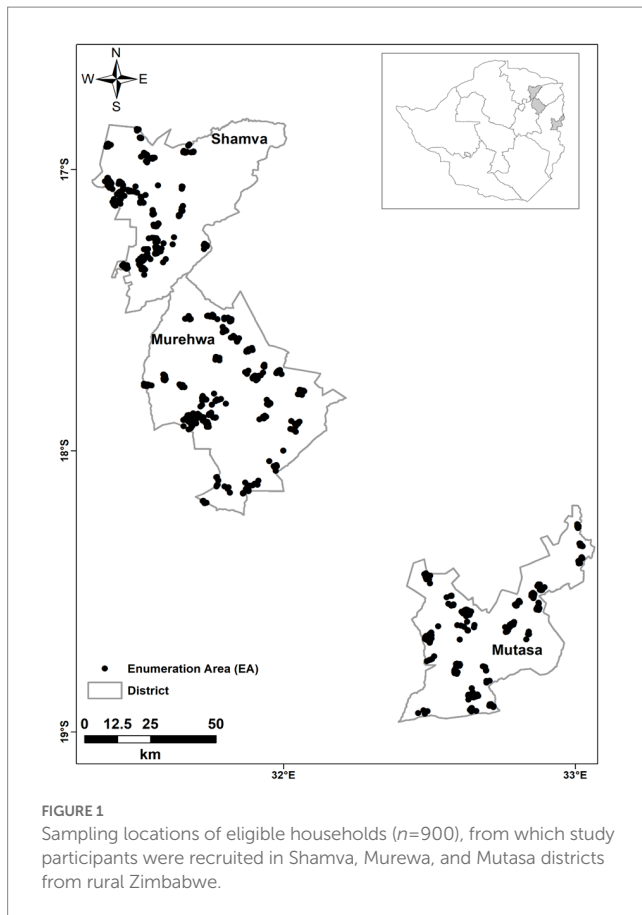 N
W E
S
Shamva
17°S
Murehwa
18°S
Mutasa
Enumeration Area (EA)
District
0 12.5 25 50
km
19°S
32°E 33°E
FIGURE 1
Sampling locations of eligible households (n=900), from which study
participants were recruited in Shamva, Murewa, and Mutasa districts
from rural Zimbabwe.